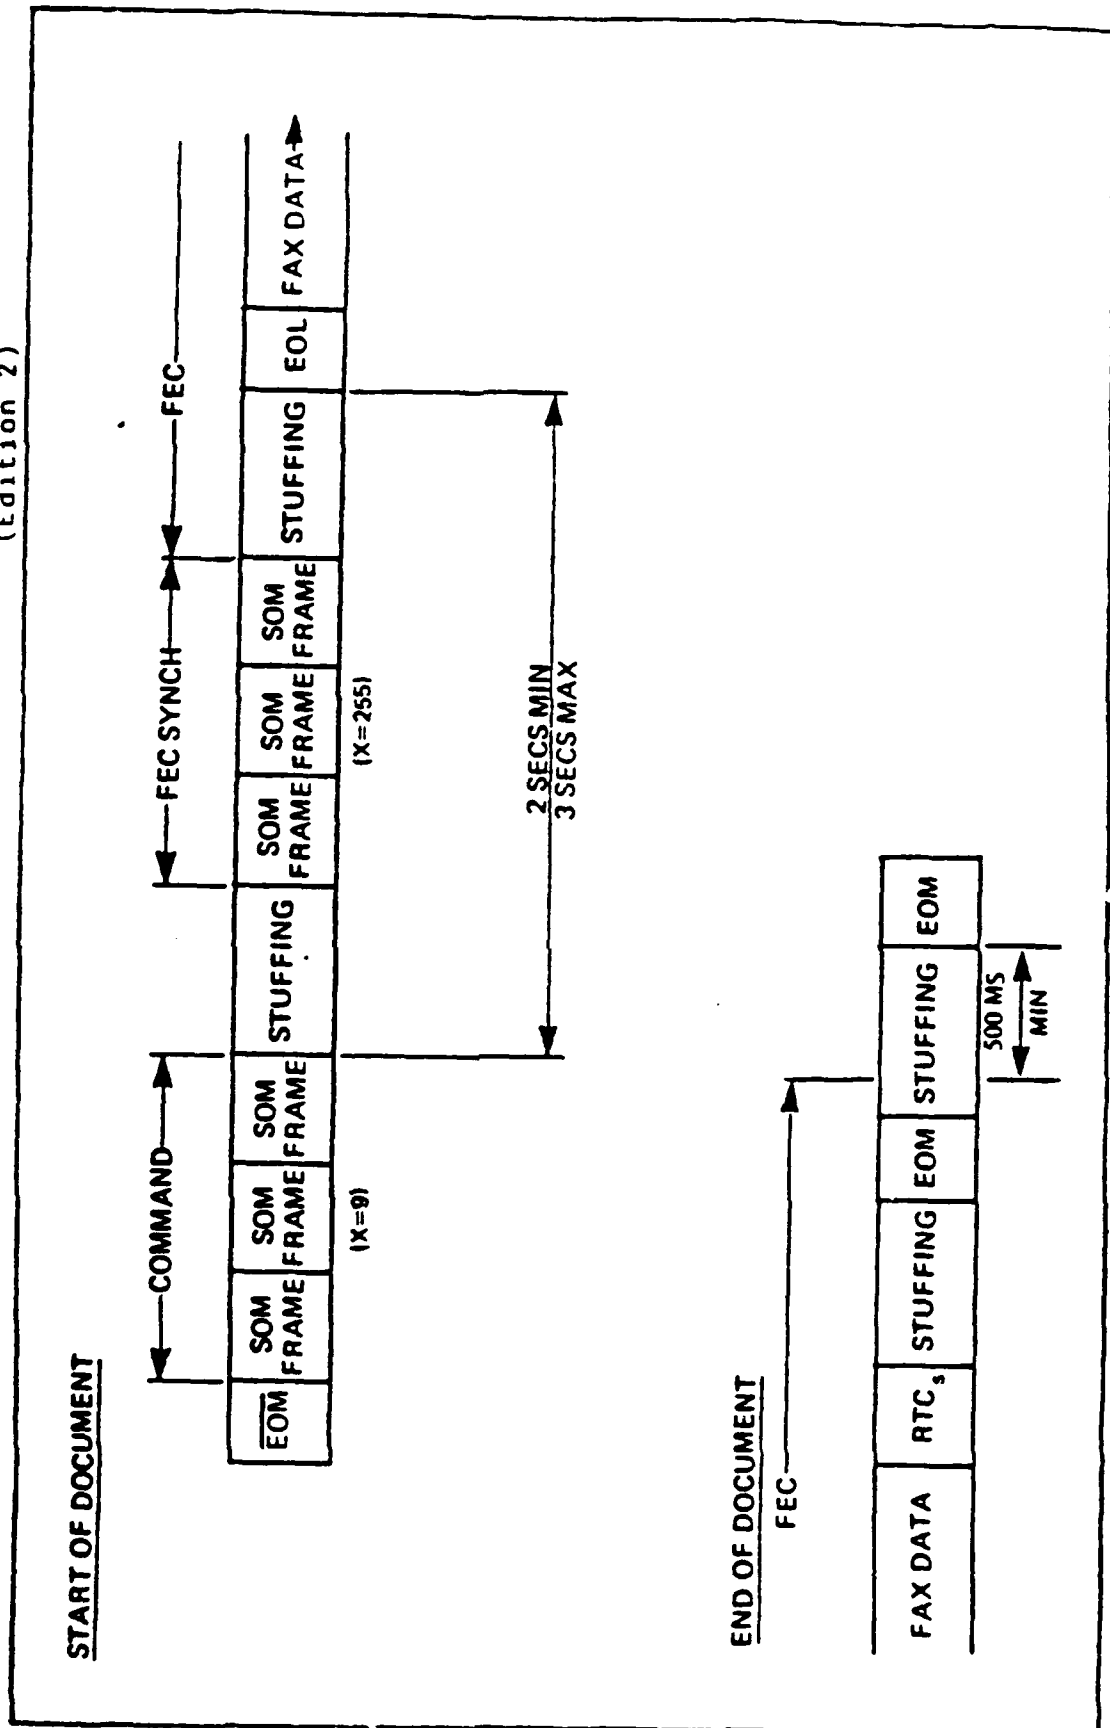 (Edition 2)
START OF DOCUMENT
COMMAND
FEC SYNCH
FEC
EOM
SOM
FRAME
SOM
FRAME
SOM
FRAME
STUFFING
SOM
FRAME
SOM
FRAME
SOM
FRAME
STUFFING
EOL
FAX DATA
(X=9)
(X=255)
2 SECS MIN
3 SECS MAX
END OF DOCUMENT
FEC
FAX DATA
RTCs
STUFFING
EOM
STUFFING
EOM
500 MS
MIN